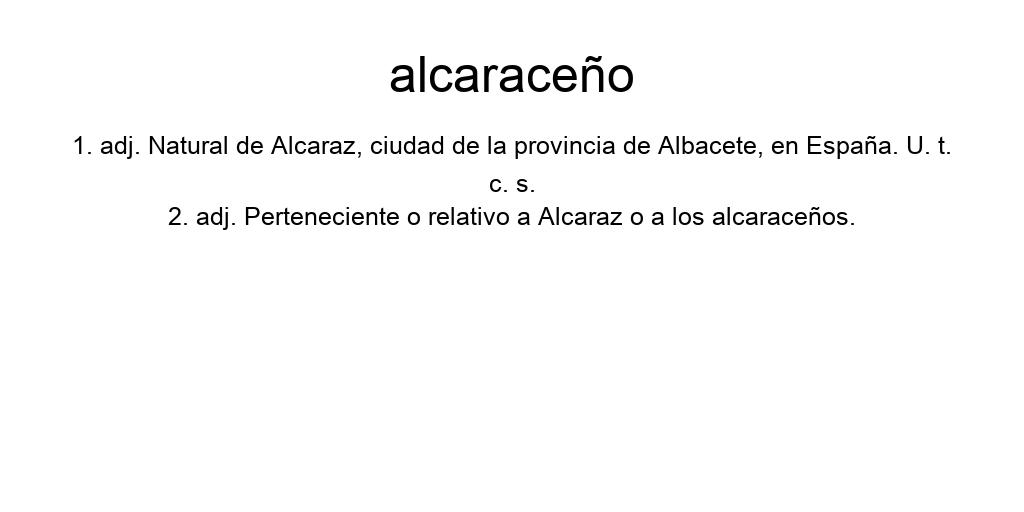 alcaraceño
1. adj. Natural de Alcaraz, ciudad de la provincia de Albacete, en España. U. t.
c. s.
2. adj. Perteneciente o relativo a Alcaraz o a los alcaraceños.